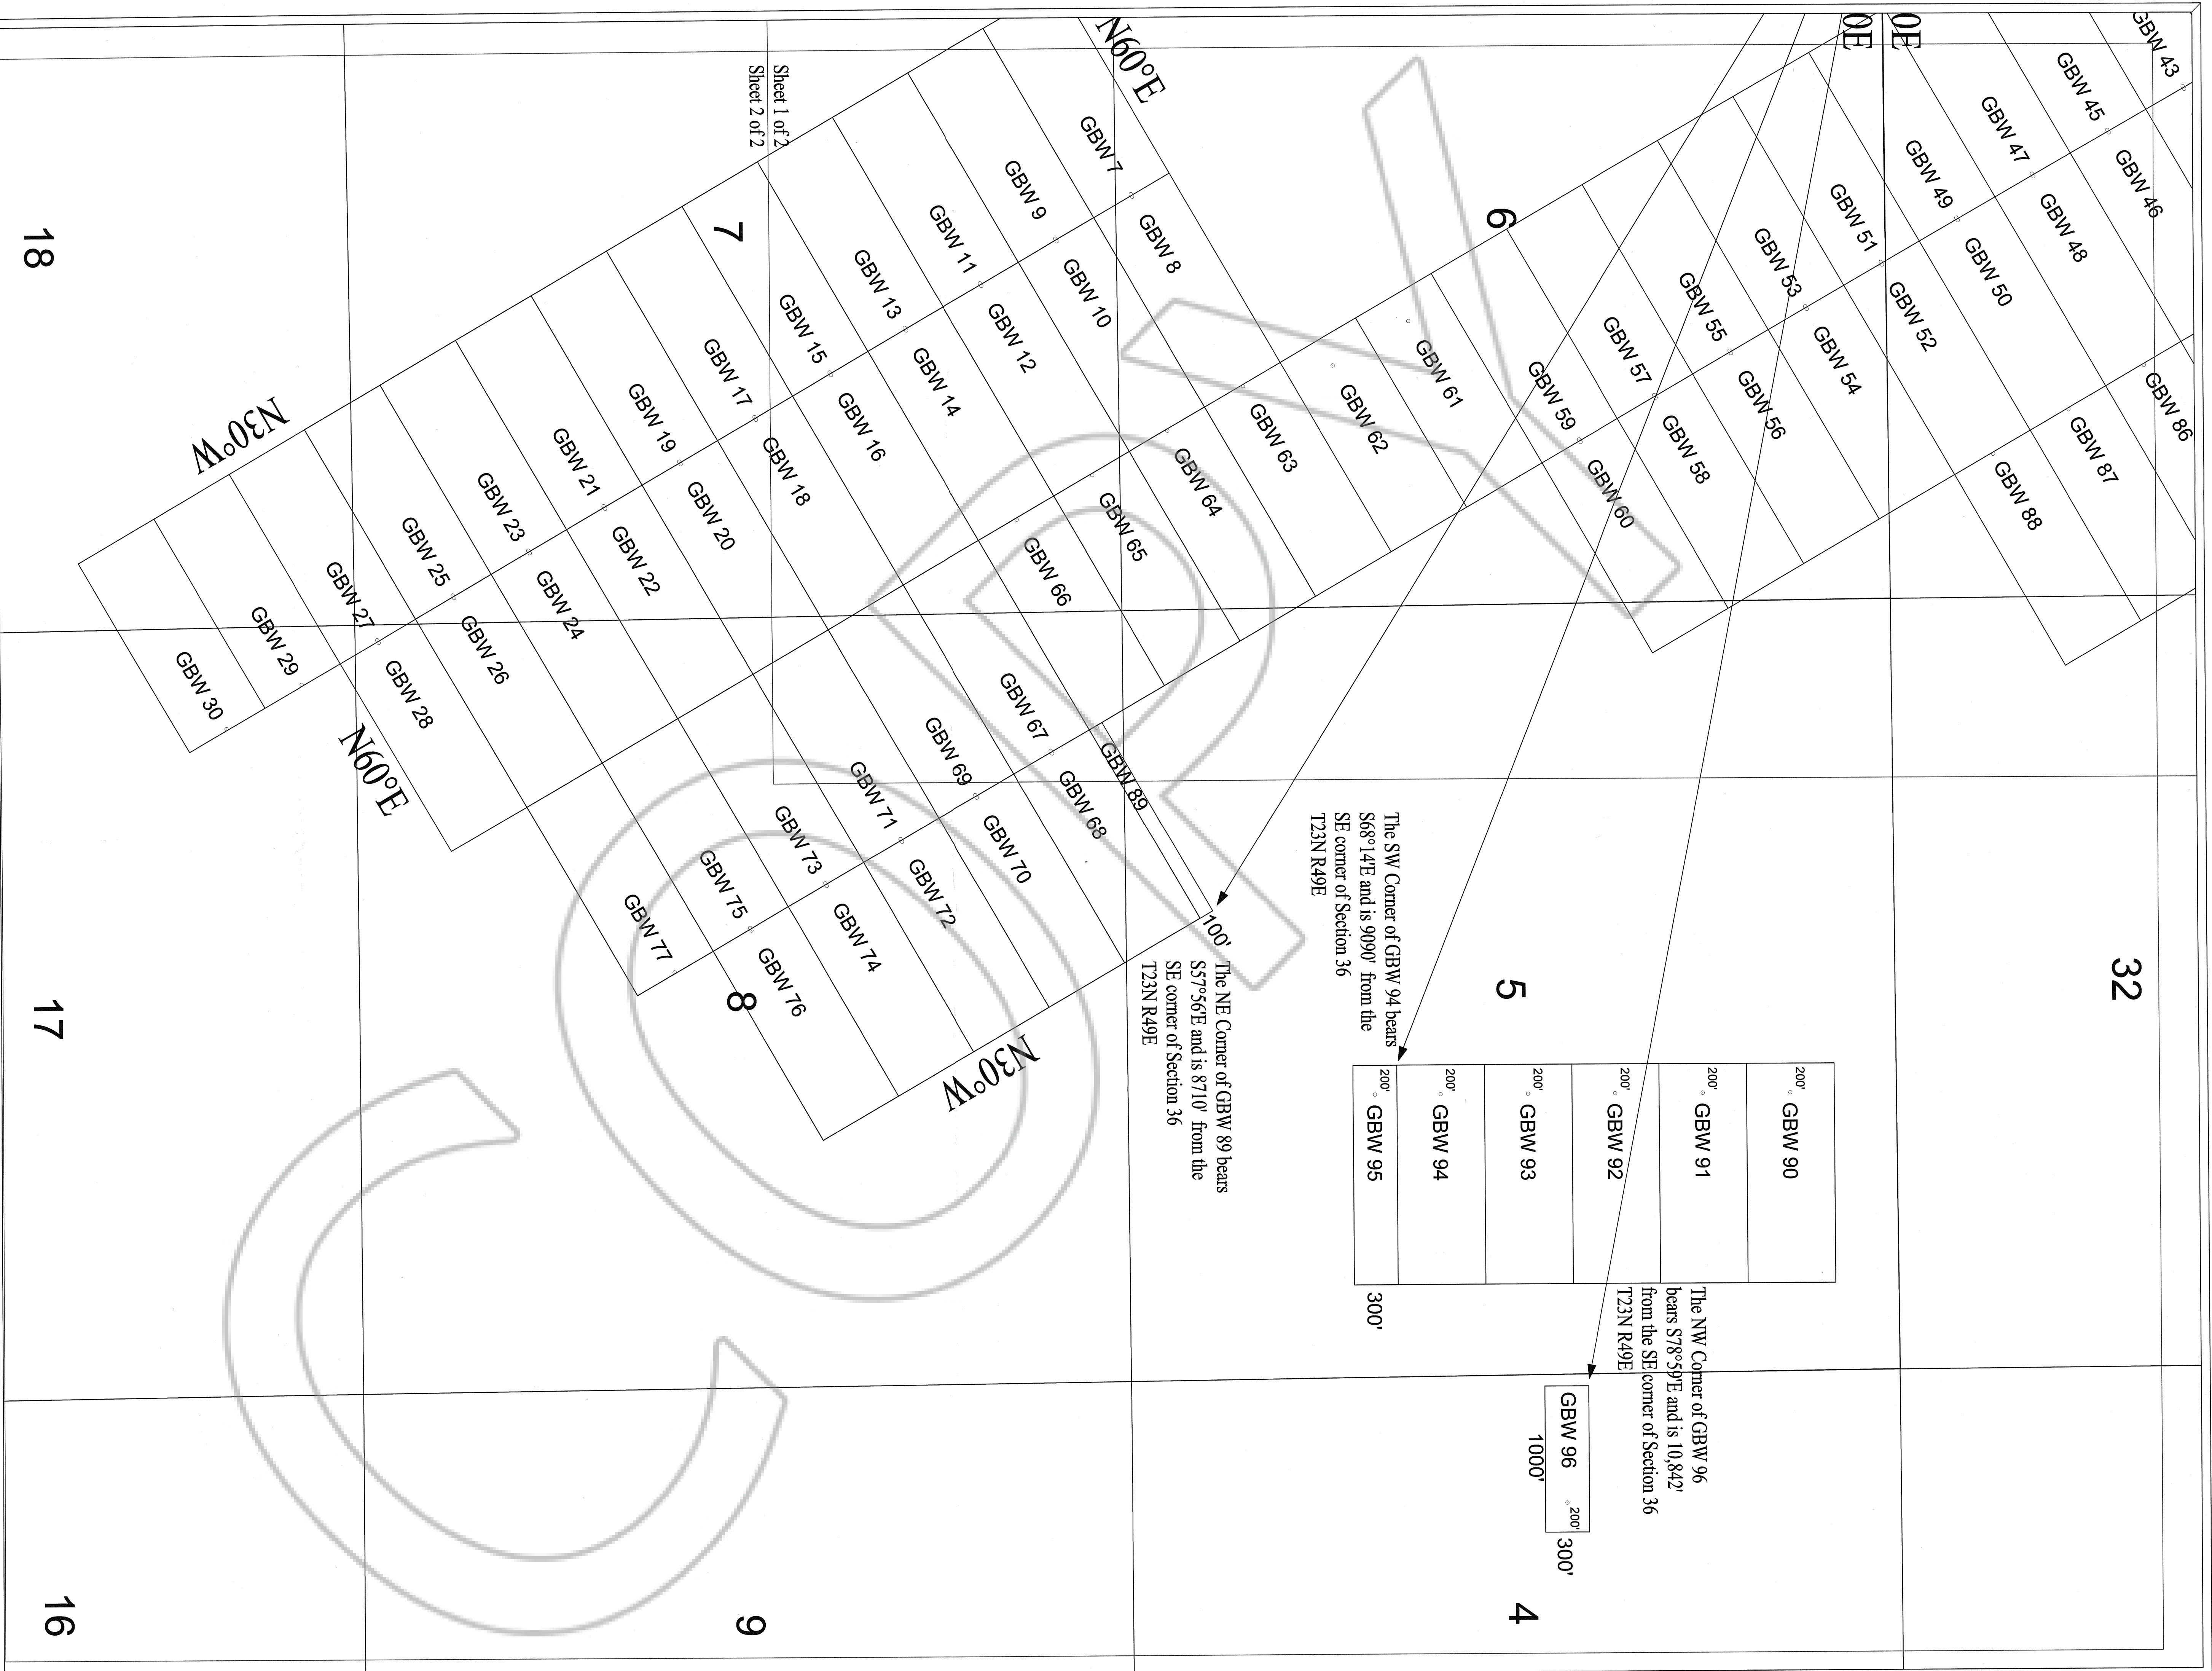 GBW 43
GBW 45
GBW 46
GBW 47
GBW 48
GBW 49
GBW 50
GBW 51
GBW 52
GBW 53
GBW 54
GBW 55
GBW 56
GBW 57
GBW 58
GBW 59
GBW 60
GBW 61
GBW 62
GBW 63
GBW 64
GBW 65
GBW 66
GBW 67
GBW 68
GBW 69
GBW 70
GBW 71
GBW 72
GBW 73
GBW 74
GBW 75
GBW 76
GBW 77
GBW 86
GBW 87
GBW 88
GBW 89
100'
0E
0E
32
6
5
4
The SW Corner of GBW 94 bears
S68°14'E and is 9090' from the
SE corner of Section 36
T23N R49E
The NE Corner of GBW 89 bears
S57°56'E and is 8710' from the
SE corner of Section 36
T23N R49E
The NW Corner of GBW 96
bears S78°59'E and is 10,842'
from the SE corner of Section 36
T23N R49E
200' GBW 90
200' GBW 91
200' GBW 92
200' GBW 93
200' GBW 94
200' GBW 95
300'
GBW 96 200'
300'
1000'
N60°E
GBW 7
GBW 8
GBW 9
GBW 10
GBW 11
GBW 12
GBW 13
GBW 14
GBW 15
GBW 16
GBW 17
GBW 18
GBW 19
GBW 20
GBW 21
GBW 22
GBW 23
GBW 24
GBW 25
GBW 26
GBW 27
GBW 28
GBW 29
GBW 30
Sheet 1 of 2
Sheet 2 of 2
7
8
9
N30°W
N30°W
N60°E
18
17
16
COPY